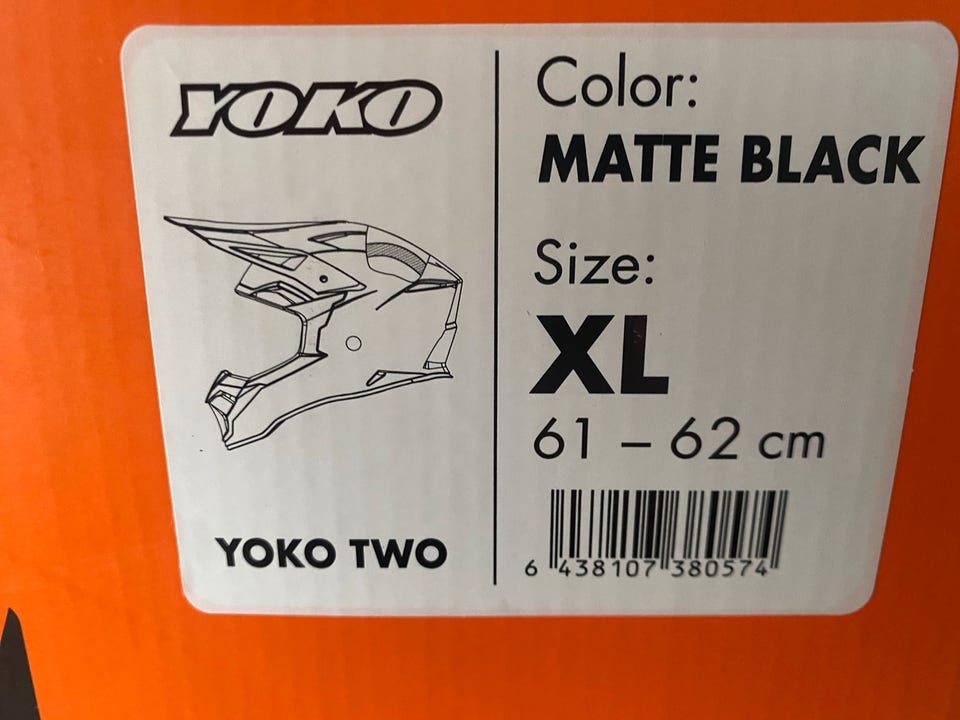 YOKO
YOKO TWO
Color:
MATTE BLACK
Size:
XL
61 – 62 cm
6 438107 380574